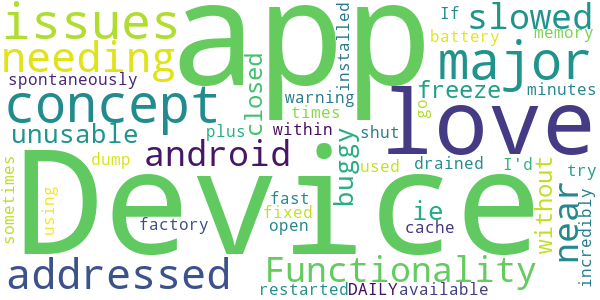 issues
app
slowed
If
installed
memory
battery
needing
major
spontaneously
closed
concept
love
warning
freeze
minutes
times
go
unusable
plus
within
shut
buggy
android
near
dump
drained
I'd
try
without
incredibly
sometimes
using
Device
used
fast
fixed
ie
factory
open
cache
addressed
Functionality
restarted
DAILY
available